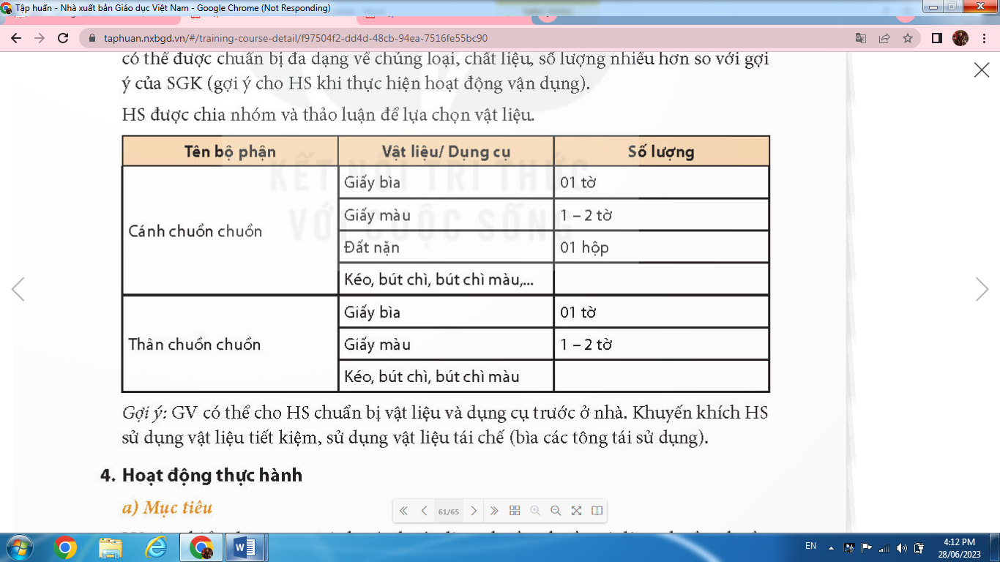 Tập huấn - Nhà xuất bản Giáo dục Việt Nam - Google Chrome (Not Responding)
taphuan.nxbgd.vn/#/training-course-detail/f97504f2-dd4d-48cb-94ea-7516fe55bc90
có thể được chuẩn bị đa dạng về chủng loại, chất liệu, số lượng nhiều hơn so với gợi
ý của SGK (gợi ý cho HS khi thực hiện hoạt động vận dụng).
HS được chia nhóm và thảo luận để lựa chọn vật liệu.
KẾT NỐI TRI THỨC
VỚI CUỘC SỐNG
Tên bộ phận Vật liệu/ Dụng cụ Số lượng
Cánh chuồn chuồn
Giấy bìa 01 tờ
Giấy màu 1 – 2 tờ
Đất nặn 01 hộp
Kéo, bút chì, bút chì màu,...
Thân chuồn chuồn
Giấy bìa 01 tờ
Giấy màu 1 – 2 tờ
Kéo, bút chì, bút chì màu
Gợi ý: GV có thể cho HS chuẩn bị vật liệu và dụng cụ trước ở nhà. Khuyến khích HS
sử dụng vật liệu tiết kiệm, sử dụng vật liệu tái chế (bìa các tông tái sử dụng).
4. Hoạt động thực hành
a) Mục tiêu
61/65
EN
4:12 PM
28/06/2023